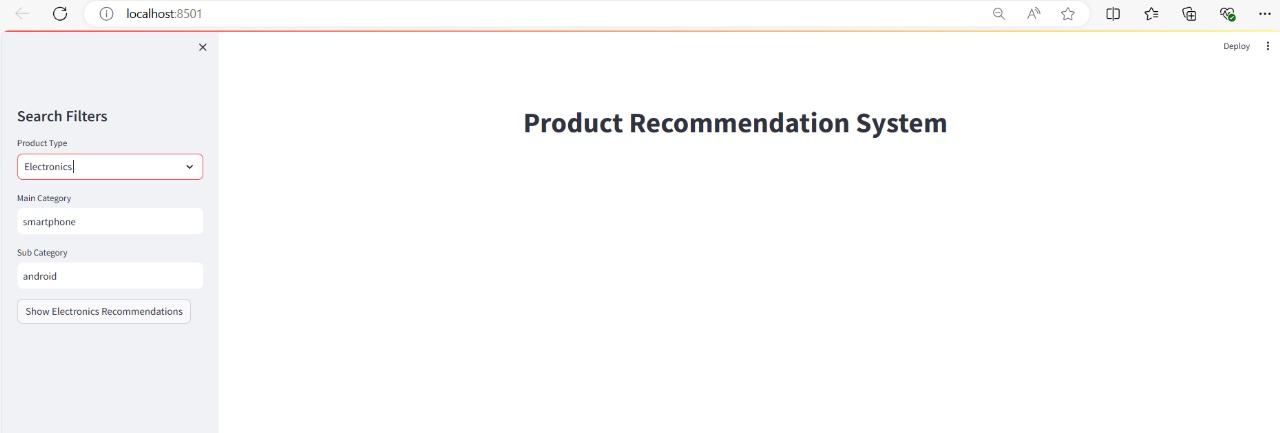 localhost:8501
Deploy
Search Filters
Product Type
Electronics
Main Category
smartphone
Sub Category
android
Show Electronics Recommendations
Product Recommendation System